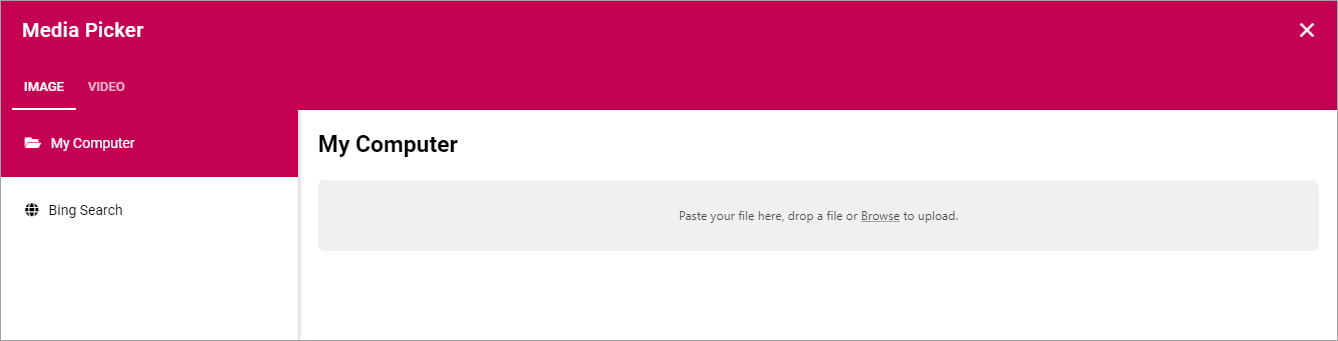 Media Picker
IMAGE VIDEO
My Computer
Bing Search
My Computer
Paste your file here, drop a file or Browse to upload.